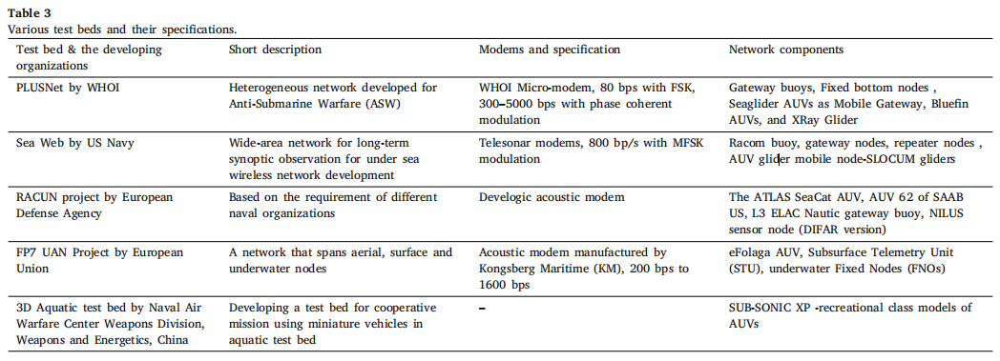 Table 3
Various test beds and their specifications.
Test bed & the developing organizations | Short description | Modems and specification | Network components
PLUSNet by WHOI | Heterogeneous network developed for Anti-Submarine Warfare (ASW) | WHOI Micro-modem, 80 bps with FSK, 300–5000 bps with phase coherent modulation | Gateway buoys, Fixed bottom nodes , Seaglider AUVs as Mobile Gateway, Bluefin AUVs, and XRay Glider
Sea Web by US Navy | Wide-area network for long-term synoptic observation for under sea wireless network development | Telesonar modems, 800 bp/s with MFSK modulation | Racom buoy, gateway nodes, repeater nodes , AUV glider mobile node-SLOCUM gliders
RACUN project by European Defense Agency | Based on the requirement of different naval organizations | Develogic acoustic modem | The ATLAS SeaCat AUV, AUV 62 of SAAB US, L3 ELAC Nautic gateway buoy, NILUS sensor node (DIFAR version)
FP7 UAN Project by European Union | A network that spans aerial, surface and underwater nodes | Acoustic modem manufactured by Kongsberg Maritime (KM), 200 bps to 1600 bps | eFolaga AUV, Subsurface Telemetry Unit (STU), underwater Fixed Nodes (FNOs)
3D Aquatic test bed by Naval Air Warfare Center Weapons Division, Weapons and Energetics, China | Developing a test bed for cooperative mission using miniature vehicles in aquatic test bed | – | SUB-SONIC XP -recreational class models of AUVs